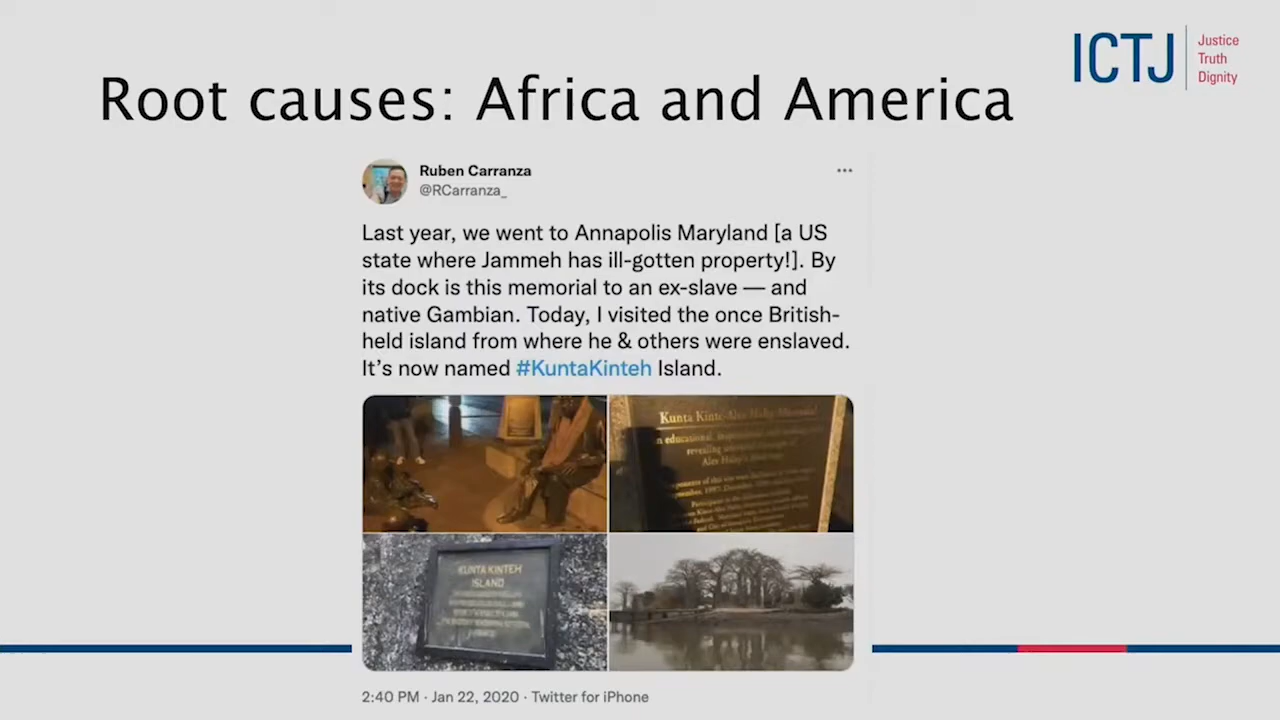 ICTJ
Justice
Truth
Dignity
Root causes: Africa and America
Ruben Carranza
@RCarranza_
Last year, we went to Annapolis Maryland [a US
state where Jammeh has ill-gotten property!]. By
its dock is this memorial to an ex-slave — and
native Gambian. Today, I visited the once British-
held island from where he & others were enslaved.
It's now named #KuntaKinteh Island.
Kunta Kinte-Alex Haley Memorial
KUNTA KINTEH
ISLAND
2:40 PM · Jan 22, 2020 · Twitter for iPhone